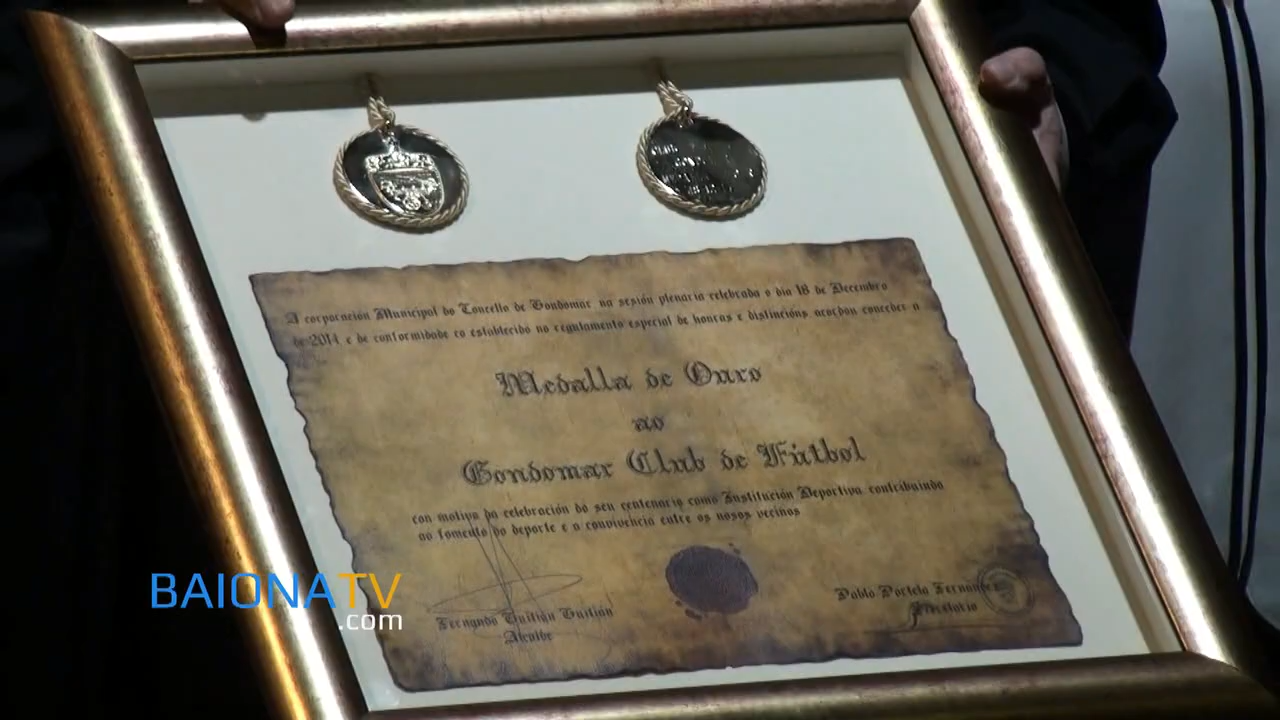 A corporación Municipal do Concello de Gondomar na sesión plenaria celebrada o dia 18 de Decembro
de 2014 e de conformidade co establecido no regulamento especial de honras e distincións acordou conceder a
Medalla de Ouro
ao
Gondomar Club de Fútbol
con motivo da celebración do seu centenario como Institución Deportiva contribuindo
ao fomento do deporte e a convivencia entre os nosos veciños
Fernando Guitián Guitián
Alcalde
Pablo Portela Fernández
Secretario
BAIONATV
.com